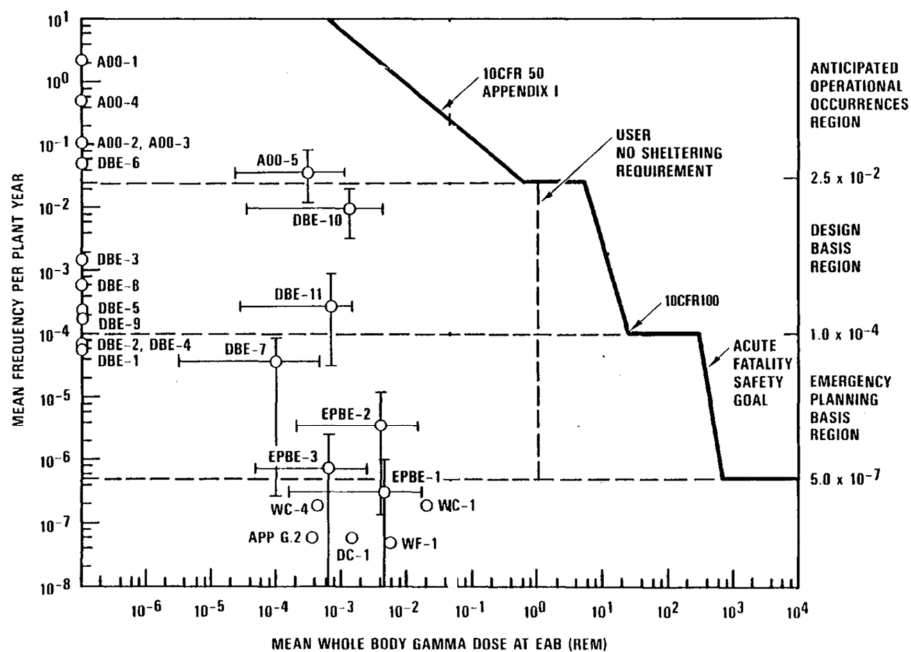 10^1
10^0
10^-1
10^-2
10^-3
10^-4
10^-5
10^-6
10^-7
10^-8
MEAN FREQUENCY PER PLANT YEAR
AOO-1
AOO-4
AOO-2, AOO-3
DBE-6
DBE-3
DBE-8
DBE-5
DBE-9
DBE-2, DBE-4
DBE-1
AOO-5
DBE-10
DBE-11
DBE-7
EPBE-2
EPBE-3
EPBE-1
WC-4
WC-1
APP G.2
DC-1
WF-1
10CFR 50
APPENDIX I
USER
NO SHELTERING
REQUIREMENT
10CFR100
ACUTE
FATALITY
SAFETY
GOAL
ANTICIPATED
OPERATIONAL
OCCURRENCES
REGION
2.5 x 10^-2
DESIGN
BASIS
REGION
1.0 x 10^-4
EMERGENCY
PLANNING
BASIS
REGION
5.0 x 10^-7
10^-6
10^-5
10^-4
10^-3
10^-2
10^-1
10^0
10^1
10^2
10^3
10^4
MEAN WHOLE BODY GAMMA DOSE AT EAB (REM)